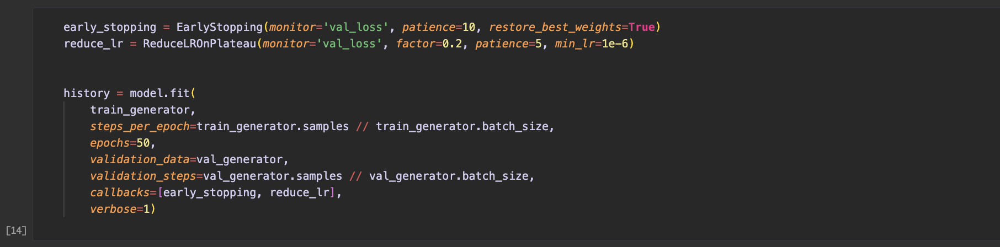 early_stopping = EarlyStopping(monitor='val_loss', patience=10, restore_best_weights=True)
reduce_lr = ReduceLROnPlateau(monitor='val_loss', factor=0.2, patience=5, min_lr=1e-6)
history = model.fit(
train_generator,
steps_per_epoch=train_generator.samples // train_generator.batch_size,
epochs=50,
validation_data=val_generator,
validation_steps=val_generator.samples // val_generator.batch_size,
callbacks=[early_stopping, reduce_lr],
verbose=1)
[14]